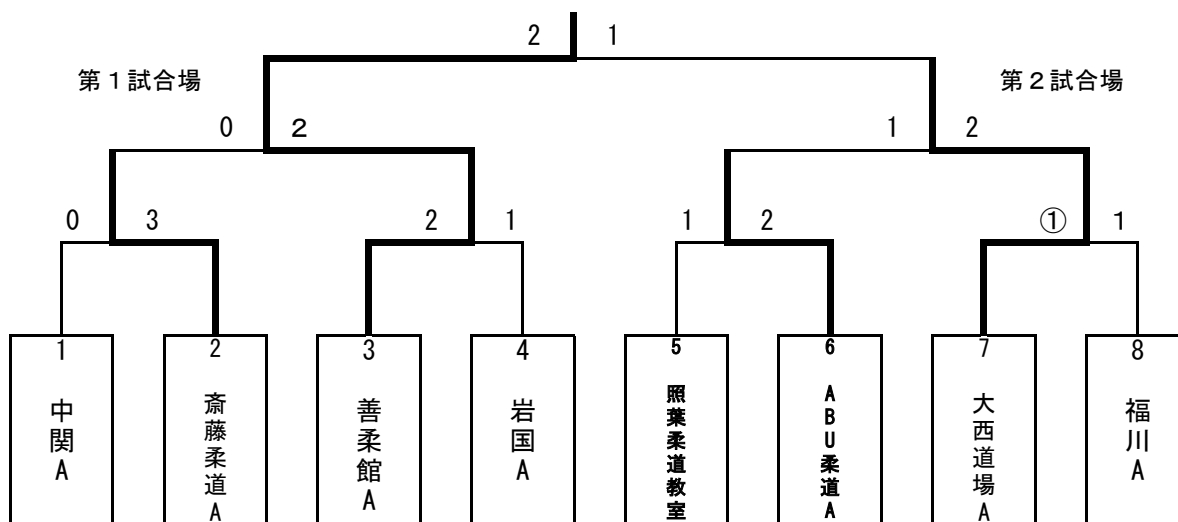 2 1
第１試合場 第２試合場
0 ２ 1 2
0 3 2 1 1 2 ① 1
1 2 3 4 5 6 7 8
中関A
斎藤柔道A
善柔館A
岩国A
照葉柔道教室
ABU柔道A
大西道場A
福川A